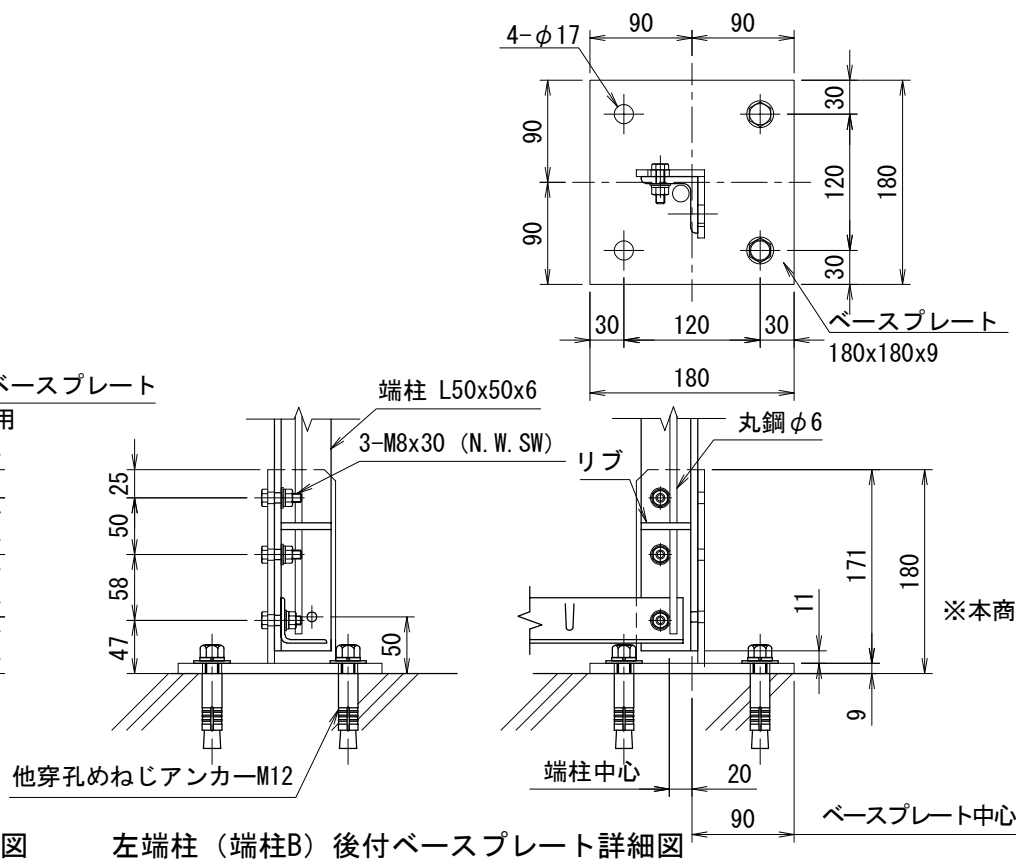 90
90
4-φ17
90
90
30
120
30
180
30
120
30
180
ベースプレート
180x180x9
ベースプレート
用
端柱 L50x50x6
3-M8x30 (N.W.SW)
丸鋼φ6
リブ
25
50
58
47
50
171
180
11
9
※本商
他穿孔めねじアンカーM12
端柱中心
20
90
ベースプレート中心
図
左端柱（端柱B）後付ベースプレート詳細図